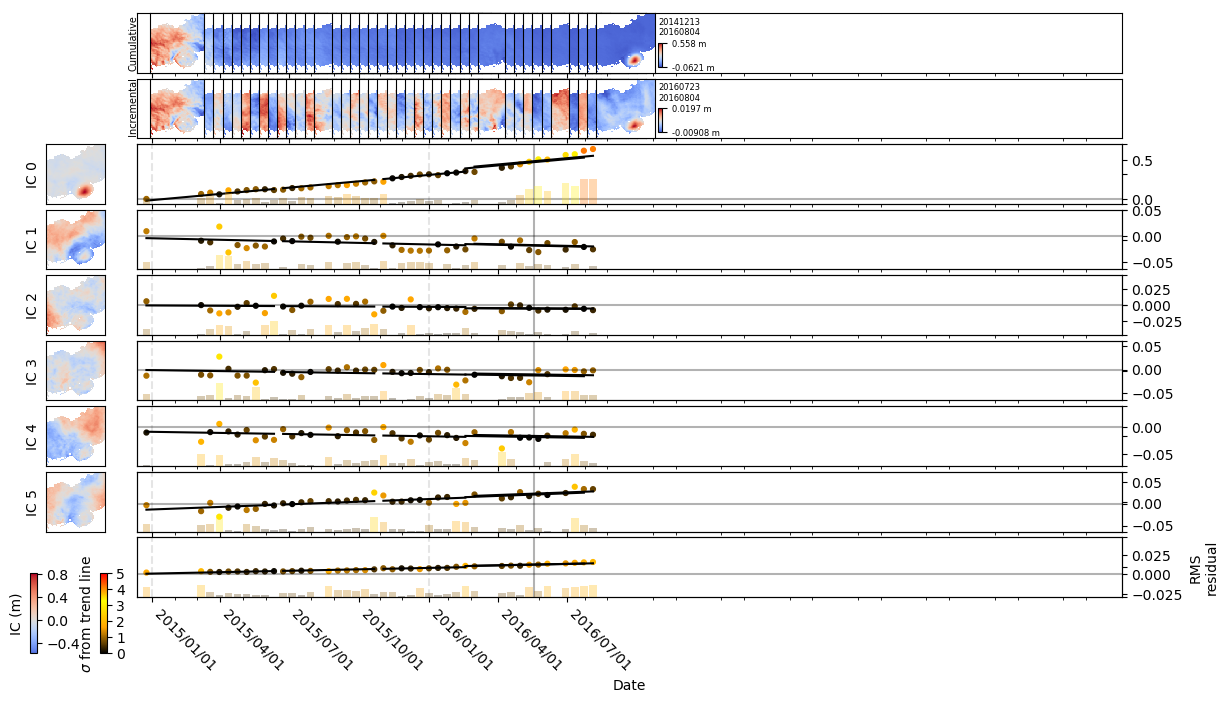 Cumulative
20141213
20160804
0.558 m
-0.0621 m
Incremental
20160723
20160804
0.0197 m
-0.00908 m
IC 0
0.5
0.0
IC 1
0.05
0.00
−0.05
IC 2
0.025
0.000
−0.025
IC 3
0.05
0.00
−0.05
IC 4
0.00
−0.05
IC 5
0.05
0.00
−0.05
0.025
0.000
−0.025
RMS
residual
IC (m)
0.8
0.4
0.0
−0.4
σ from trend line
5
4
3
2
1
0
2015/01/01
2015/04/01
2015/07/01
2015/10/01
2016/01/01
2016/04/01
2016/07/01
Date